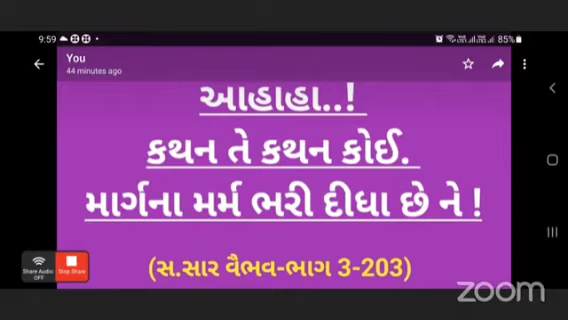 9:59
85%
You
44 minutes ago
આહાહા..!
કથન તે કથન કોઈ.
માર્ગના મર્મ ભરી દીધા છે ને !
(સ.સાર વૈભવ-ભાગ 3-203)
Share Audio: OFF
Stop Share
zoom